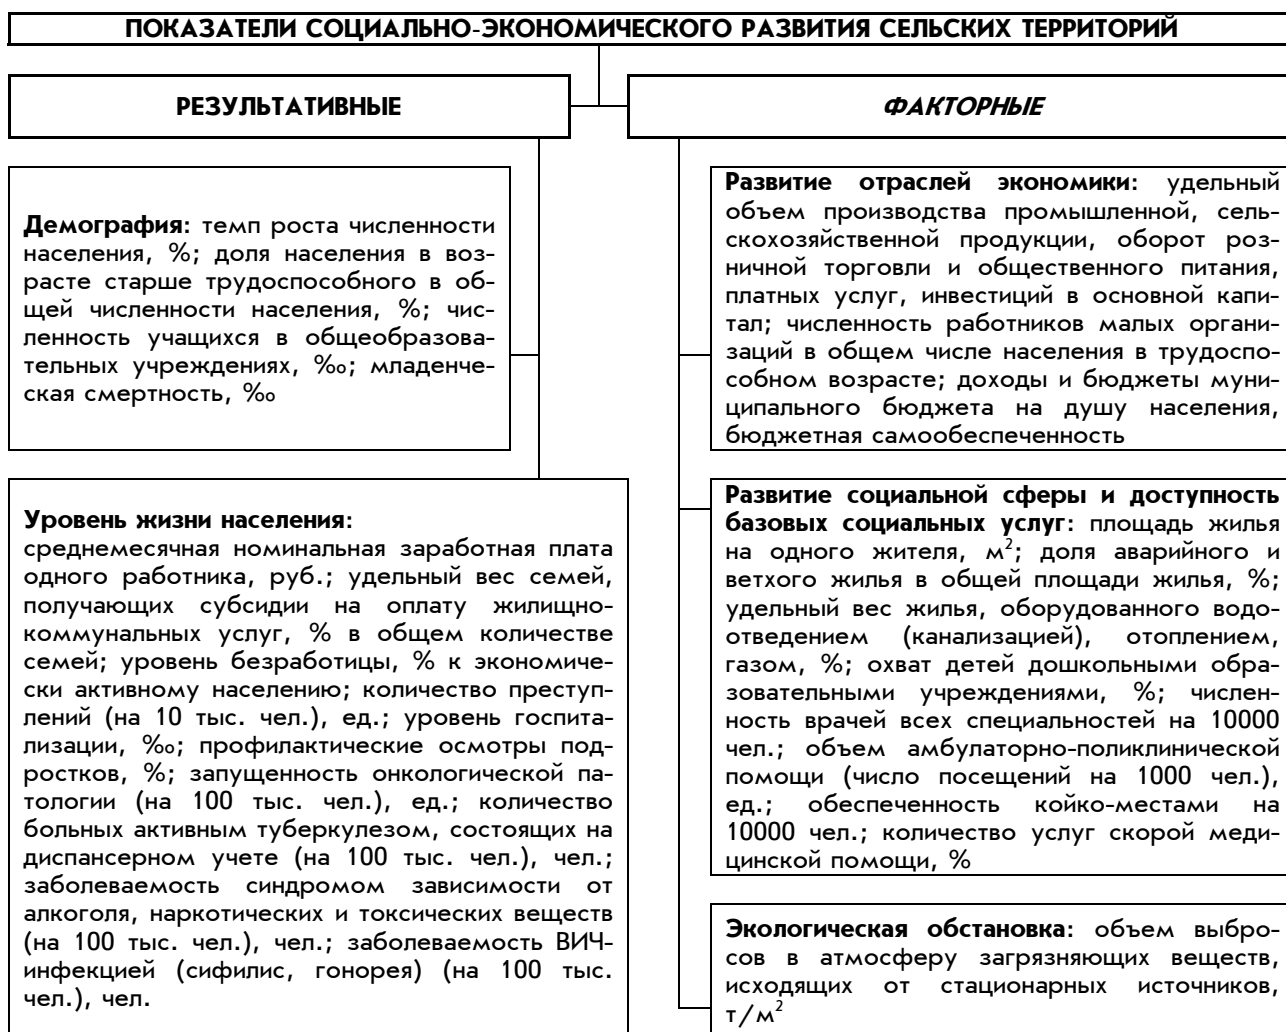 ПОКАЗАТЕЛИ СОЦИАЛЬНО-ЭКОНОМИЧЕСКОГО РАЗВИТИЯ СЕЛЬСКИХ ТЕРРИТОРИЙ
РЕЗУЛЬТАТИВНЫЕ
ФАКТОРНЫЕ
Демография: темп роста численности
населения, %; доля населения в воз-
расте старше трудоспособного в об-
щей численности населения, %; чис-
ленность учащихся в общеобразова-
тельных учреждениях, ‰; младенче-
ская смертность, ‰
Уровень жизни населения:
среднемесячная номинальная заработная плата
одного работника, руб.; удельный вес семей,
получающих субсидии на оплату жилищно-
коммунальных услуг, % в общем количестве
семей; уровень безработицы, % к экономиче-
ски активному населению; количество преступ-
лений (на 10 тыс. чел.), ед.; уровень госпита-
лизации, ‰; профилактические осмотры под-
ростков, %; запущенность онкологической па-
тологии (на 100 тыс. чел.), ед.; количество
больных активным туберкулезом, состоящих на
диспансерном учете (на 100 тыс. чел.), чел.;
заболеваемость синдромом зависимости от
алкоголя, наркотических и токсических веществ
(на 100 тыс. чел.), чел.; заболеваемость ВИЧ-
инфекцией (сифилис, гонорея) (на 100 тыс.
чел.), чел.
Развитие отраслей экономики: удельный
объем производства промышленной, сель-
скохозяйственной продукции, оборот роз-
ничной торговли и общественного питания,
платных услуг, инвестиций в основной капи-
тал; численность работников малых органи-
заций в общем числе населения в трудоспо-
собном возрасте; доходы и бюджеты муни-
ципального бюджета на душу населения,
бюджетная самообеспеченность
Развитие социальной сферы и доступность
базовых социальных услуг: площадь жилья
на одного жителя, м²; доля аварийного и
ветхого жилья в общей площади жилья, %;
удельный вес жилья, оборудованного водо-
отведением (канализацией), отоплением,
газом, %; охват детей дошкольными обра-
зовательными учреждениями, %; числен-
ность врачей всех специальностей на 10000
чел.; объем амбулаторно-поликлинической
помощи (число посещений на 1000 чел.),
ед.; обеспеченность койко-местами на
10000 чел.; количество услуг скорой меди-
цинской помощи, %
Экологическая обстановка: объем выбро-
сов в атмосферу загрязняющих веществ,
исходящих от стационарных источников,
т/м²